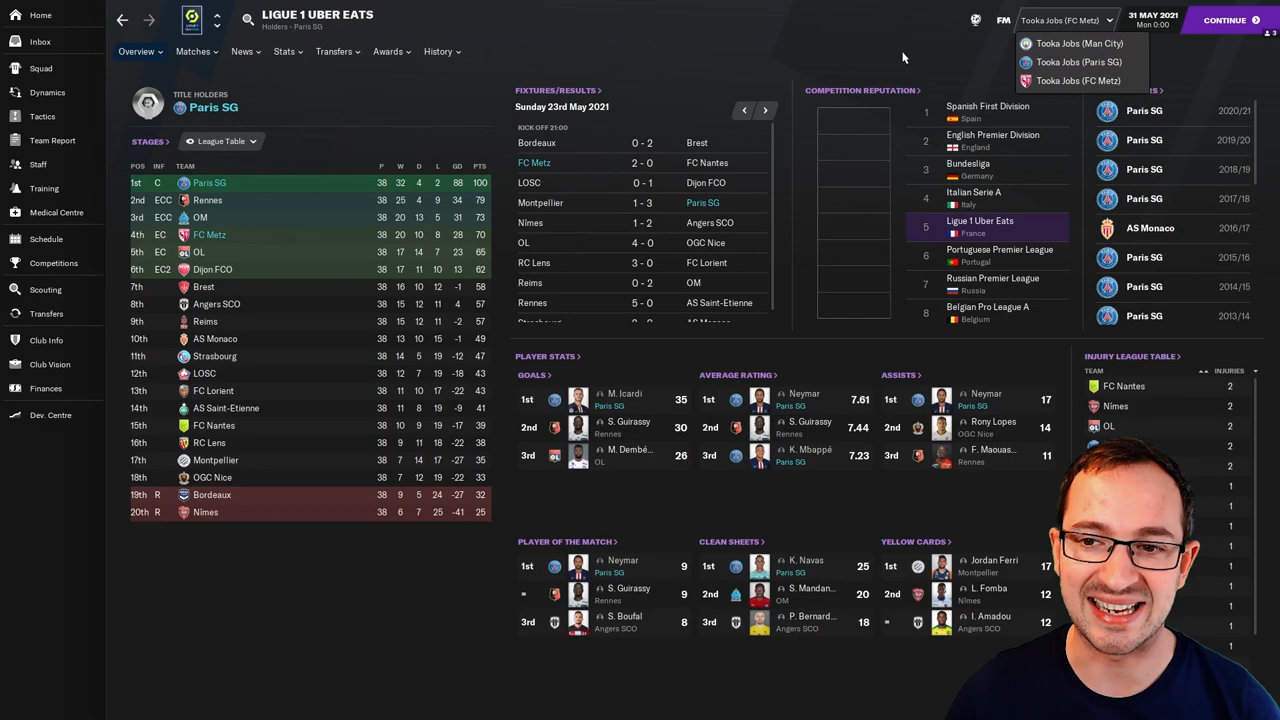 Home
Inbox
Squad
Dynamics
Tactics
Team Report
Staff
Training
Medical Centre
Schedule
Competitions
Scouting
Transfers
Club Info
Club Vision
Finances
Dev. Centre
LIGUE 1 UBER EATS
Holders - Paris SG
FM
Tooka Jobs (FC Metz)
31 MAY 2021
Mon 0:00
CONTINUE
3
Tooka Jobs (Man City)
Tooka Jobs (Paris SG)
Tooka Jobs (FC Metz)
Overview Matches News Stats Transfers Awards History
TITLE HOLDERS
Paris SG
STAGES League Table
POS INF TEAM P W D L GD PTS
1st C Paris SG 38 32 4 2 88 100
2nd ECC Rennes 38 25 4 9 34 79
3rd ECC OM 38 20 13 5 31 73
4th EC FC Metz 38 20 10 8 28 70
5th EC OL 38 17 14 7 23 65
6th EC2 Dijon FCO 38 17 11 10 13 62
7th Brest 38 16 10 12 -1 58
8th Angers SCO 38 15 12 11 4 57
9th Reims 38 15 12 11 -2 57
10th AS Monaco 38 13 10 15 -1 49
11th Strasbourg 38 14 5 19 -12 47
12th LOSC 38 12 7 19 -18 43
13th FC Lorient 38 11 10 17 -22 43
14th AS Saint-Etienne 38 11 8 19 -9 41
15th FC Nantes 38 10 9 19 -17 39
16th RC Lens 38 9 11 18 -22 38
17th Montpellier 38 7 14 17 -27 35
18th OGC Nice 38 7 12 19 -22 33
19th R Bordeaux 38 9 5 24 -27 32
20th R Nîmes 38 6 7 25 -41 25
FIXTURES/RESULTS
Sunday 23rd May 2021
KICK OFF 21:00
Bordeaux 0 - 2 Brest
FC Metz 2 - 0 FC Nantes
LOSC 0 - 1 Dijon FCO
Montpellier 1 - 3 Paris SG
Nîmes 1 - 2 Angers SCO
OL 4 - 0 OGC Nice
RC Lens 3 - 0 FC Lorient
Reims 0 - 2 OM
Rennes 5 - 0 AS Saint-Etienne
COMPETITION REPUTATION
1 Spanish First Division
Spain
2 English Premier Division
England
3 Bundesliga
Germany
4 Italian Serie A
Italy
5 Ligue 1 Uber Eats
France
6 Portuguese Premier League
Portugal
7 Russian Premier League
Russia
8 Belgian Pro League A
Belgium
Paris SG 2020/21
Paris SG 2019/20
Paris SG 2018/19
Paris SG 2017/18
AS Monaco 2016/17
Paris SG 2015/16
Paris SG 2014/15
Paris SG 2013/14
PLAYER STATS
GOALS
1st M. Icardi 35
Paris SG
2nd S. Guirassy 30
Rennes
3rd M. Dembé... 26
OL
AVERAGE RATING
1st Neymar 7.61
Paris SG
2nd S. Guirassy 7.44
Rennes
3rd K. Mbappé 7.23
Paris SG
ASSISTS
1st Neymar 17
Paris SG
2nd Rony Lopes 14
OGC Nice
3rd F. Maouas... 11
Rennes
PLAYER OF THE MATCH
1st Neymar 9
Paris SG
= S. Guirassy 9
Rennes
3rd S. Boufal 8
Angers SCO
CLEAN SHEETS
1st K. Navas 25
Paris SG
2nd S. Mandan... 20
OM
3rd P. Bernard... 18
Angers SCO
YELLOW CARDS
1st Jordan Ferri 17
Montpellier
2nd L. Fomba 12
Nîmes
= I. Amadou 12
Angers SCO
INJURY LEAGUE TABLE
TEAM INJURIES
FC Nantes 2
Nîmes 2
OL 2
2
2
1
1
1
1
1
1
1
1
1